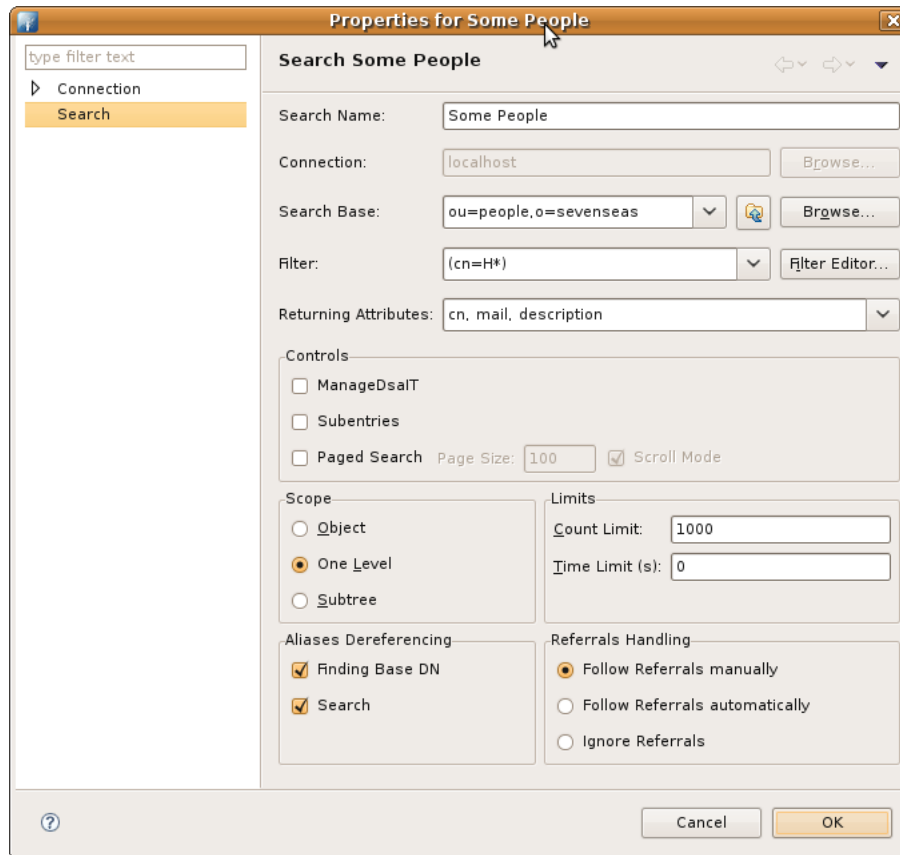 Properties for Some People
type filter text
Connection
Search
Search Some People
Search Name: Some People
Connection: localhost Browse...
Search Base: ou=people,o=sevenseas Browse...
Filter: (cn=H*) Filter Editor...
Returning Attributes: cn, mail, description
Controls
ManageDsaIT
Subentries
Paged Search Page Size: 100 Scroll Mode
Scope
Object
One Level
Subtree
Limits
Count Limit: 1000
Time Limit (s): 0
Aliases Dereferencing
Finding Base DN
Search
Referrals Handling
Follow Referrals manually
Follow Referrals automatically
Ignore Referrals
? Cancel OK